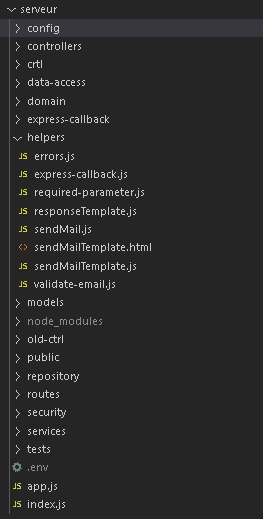 serveur
config
controllers
crtl
data-access
domain
express-callback
helpers
JS errors.js
JS express-callback.js
JS required-parameter.js
JS responseTemplate.js
JS sendMail.js
<> sendMailTemplate.html
JS sendMailTemplate.js
JS validate-email.js
models
node_modules
old-ctrl
public
repository
routes
security
services
tests
.env
JS app.js
JS index.js